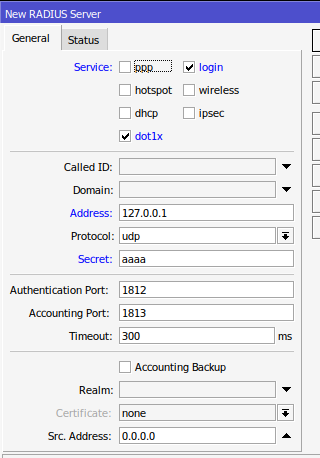 New RADIUS Server
General Status
Service: ppp login
hotspot wireless
dhcp ipsec
dot1x
Called ID:
Domain:
Address: 127.0.0.1
Protocol: udp
Secret: aaaa
Authentication Port: 1812
Accounting Port: 1813
Timeout: 300 ms
Accounting Backup
Realm:
Certificate: none
Src. Address: 0.0.0.0